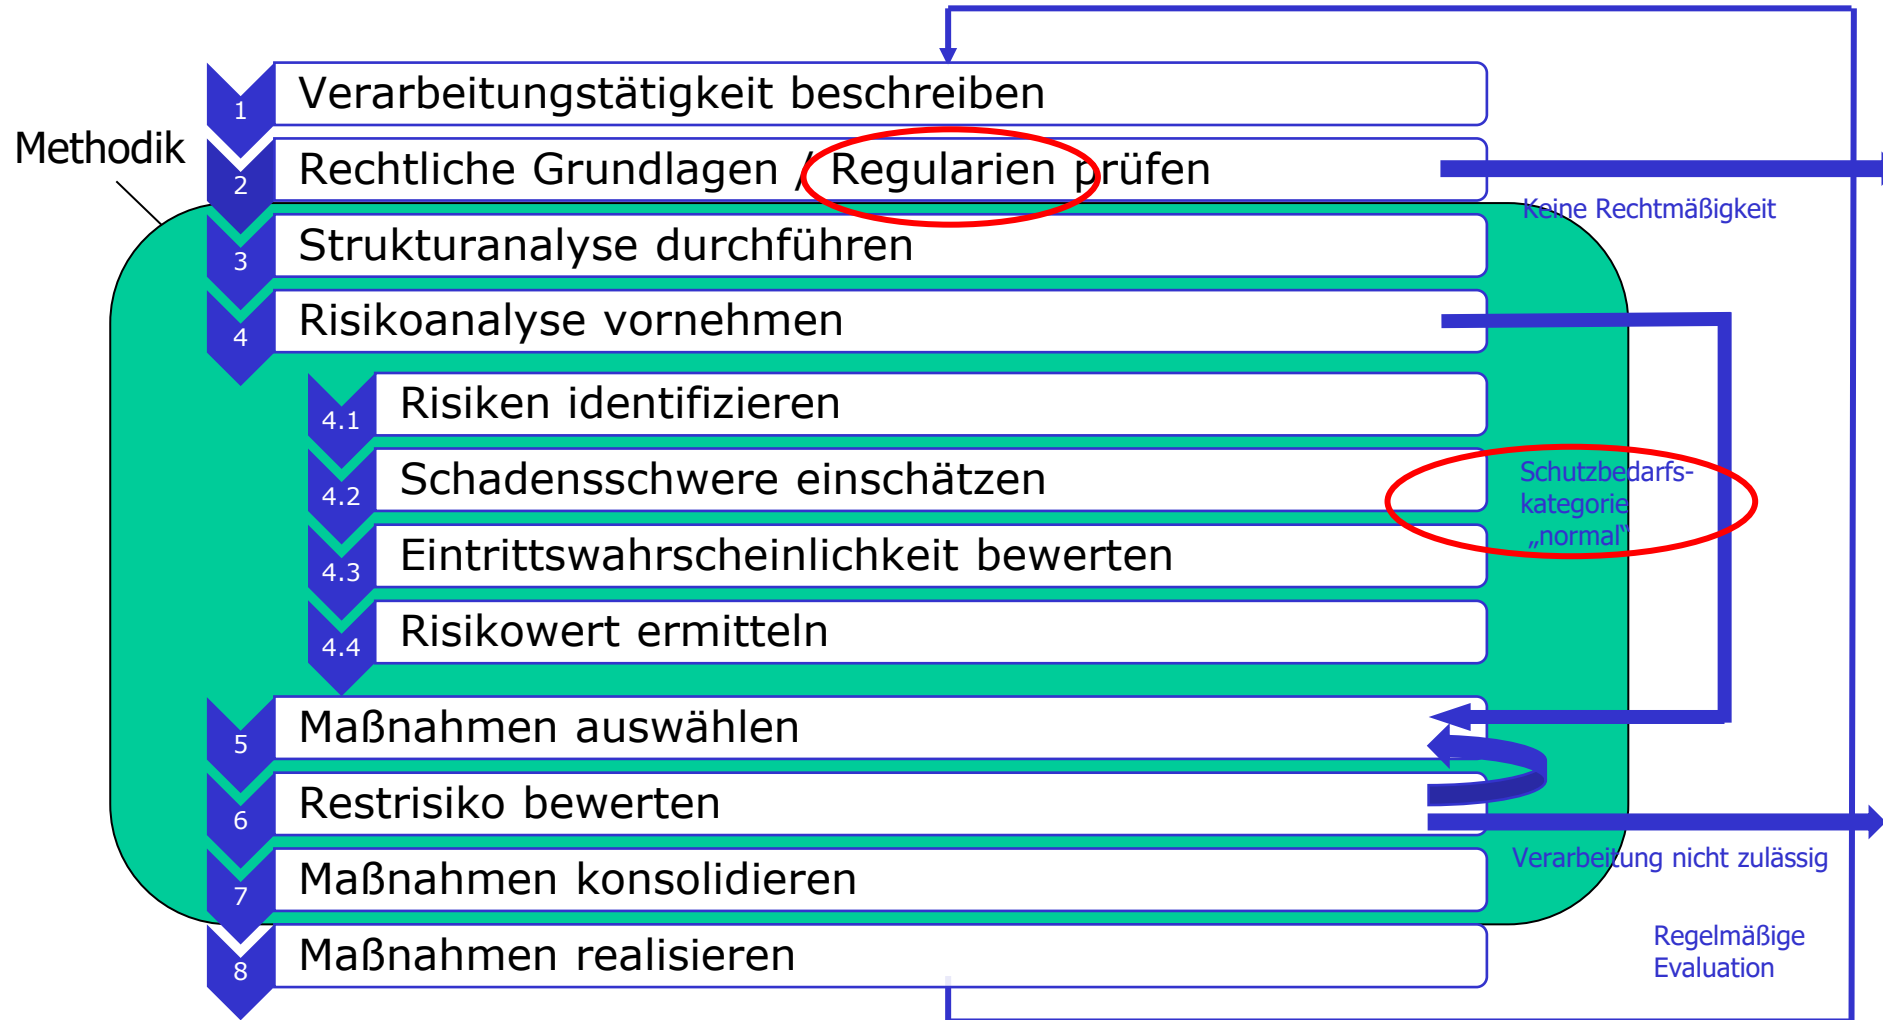 1
Verarbeitungstätigkeit beschreiben
Methodik
2
Rechtliche Grundlagen / Regularien prüfen
Keine Rechtmäßigkeit
3
Strukturanalyse durchführen
4
Risikoanalyse vornehmen
4.1
Risiken identifizieren
4.2
Schadensschwere einschätzen
Schutzbedarfs-
kategorie
„normal“
4.3
Eintrittswahrscheinlichkeit bewerten
4.4
Risikowert ermitteln
5
Maßnahmen auswählen
6
Restrisiko bewerten
Verarbeitung nicht zulässig
7
Maßnahmen konsolidieren
8
Maßnahmen realisieren
Regelmäßige
Evaluation